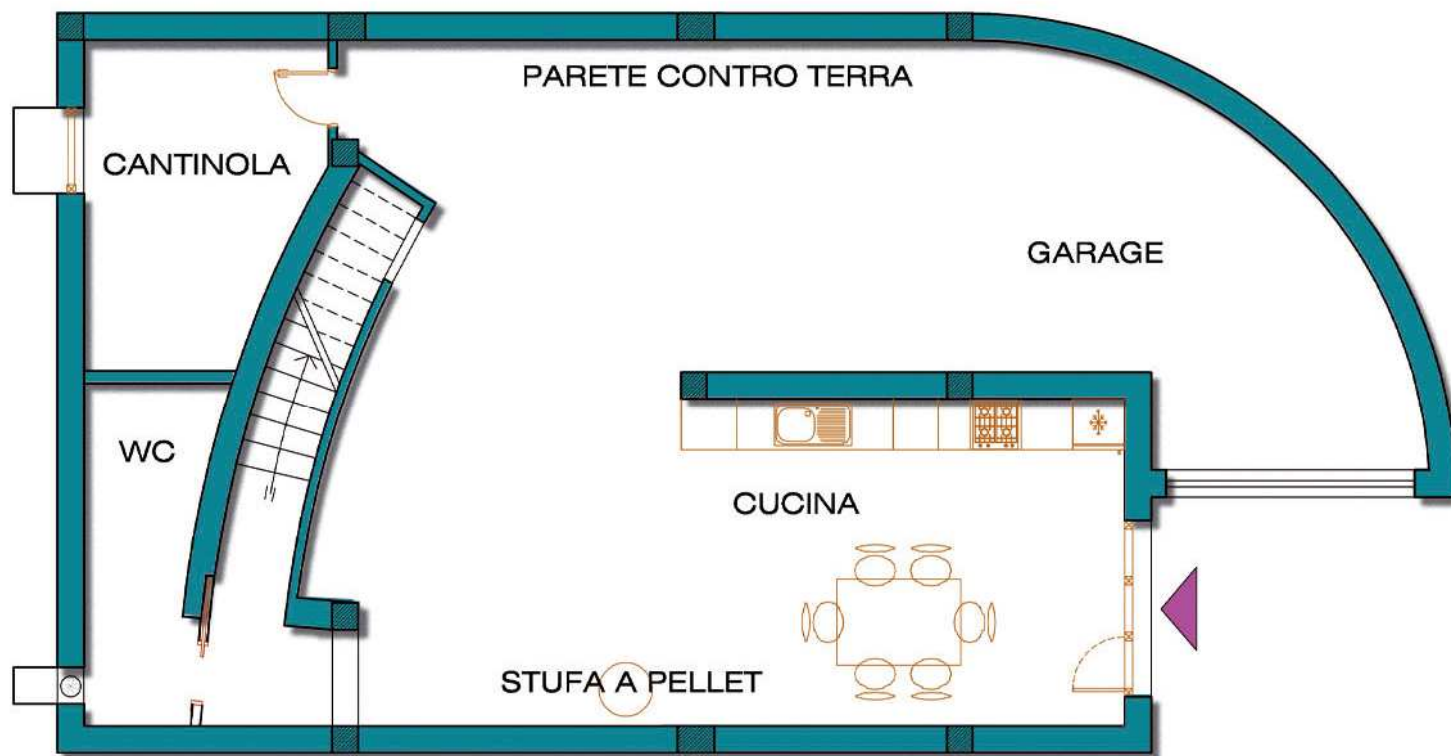 PARETE CONTRO TERRA
CANTINOLA
GARAGE
WC
CUCINA
STUFA A PELLET